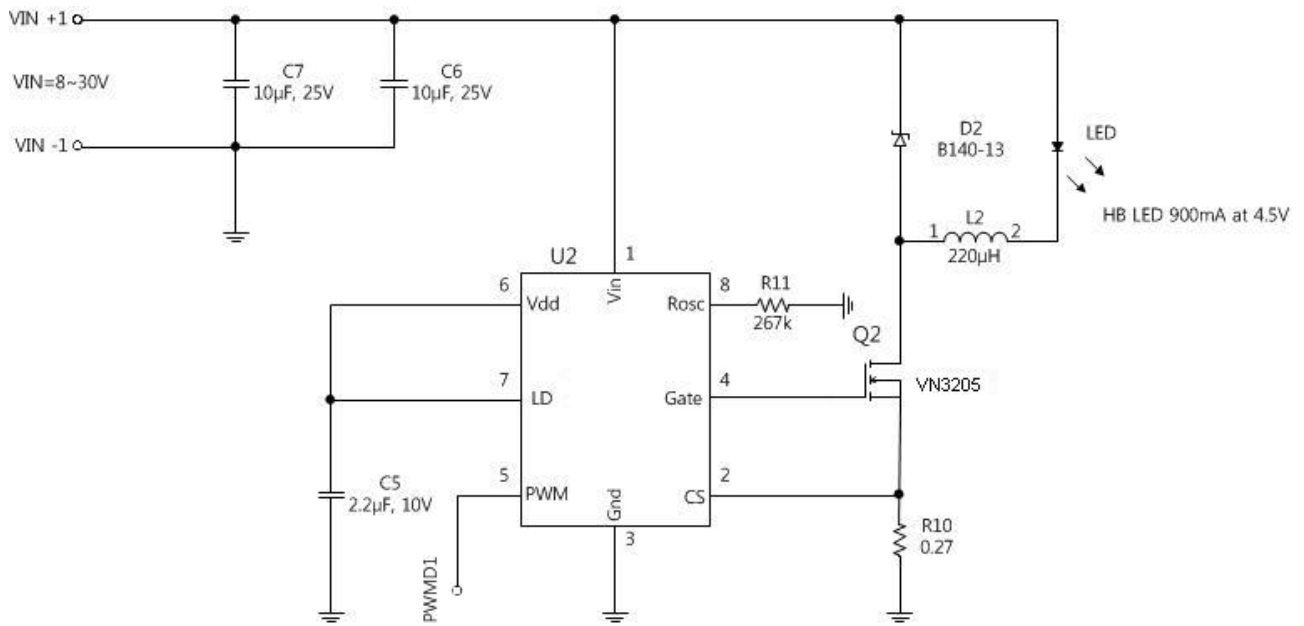 VIN +1
VIN=8~30V
VIN -1
C7
10µF, 25V
C6
10µF, 25V
D2
B140-13
LED
HB LED 900mA at 4.5V
1
L2
2
220µH
U2
1
Vin
6
Vdd
Rosc
8
R11
267k
Q2
VN3205
7
LD
Gate
4
C5
2.2µF, 10V
5
PWM
Gnd
3
CS
2
R10
0.27
PWMD1